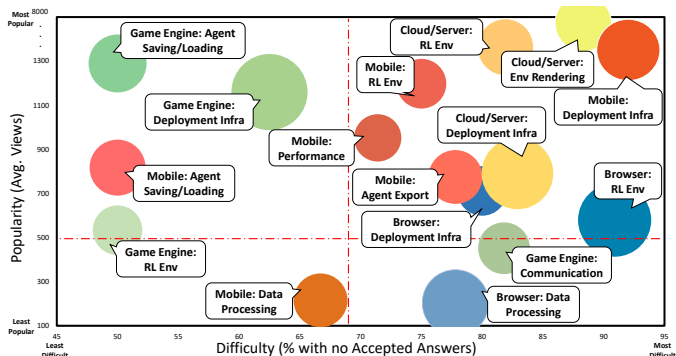 Most
Popular
8000
.
.
1300
1100
900
700
500
300
100
Least
Popular
Popularity (Avg. Views)
Game Engine: Agent
Saving/Loading
Game Engine:
Deployment Infra
Mobile: Agent
Saving/Loading
Game Engine:
RL Env
Mobile: Data
Processing
Mobile:
Performance
Mobile:
RL Env
Cloud/Server:
RL Env
Cloud/Server:
Env Rendering
Mobile:
Deployment Infra
Cloud/Server:
Deployment Infra
Mobile:
Agent Export
Browser:
Deployment Infra
Browser:
RL Env
Game Engine:
Communication
Browser: Data
Processing
45 50 55 60 65 70 75 80 85 90 95
Least
Difficult
Difficulty (% with no Accepted Answers)
Most
Difficult